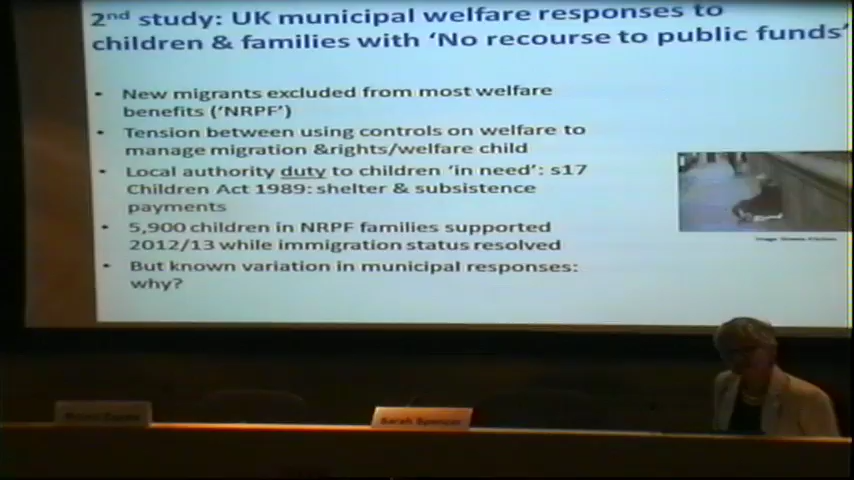 2nd study: UK municipal welfare responses to
children & families with 'No recourse to public funds'
• New migrants excluded from most welfare
benefits ('NRPF')
• Tension between using controls on welfare to
manage migration &rights/welfare child
• Local authority duty to children 'in need': s17
Children Act 1989: shelter & subsistence
payments
• 5,900 children in NRPF families supported
2012/13 while immigration status resolved
• But known variation in municipal responses:
why?
Sarah Spencer